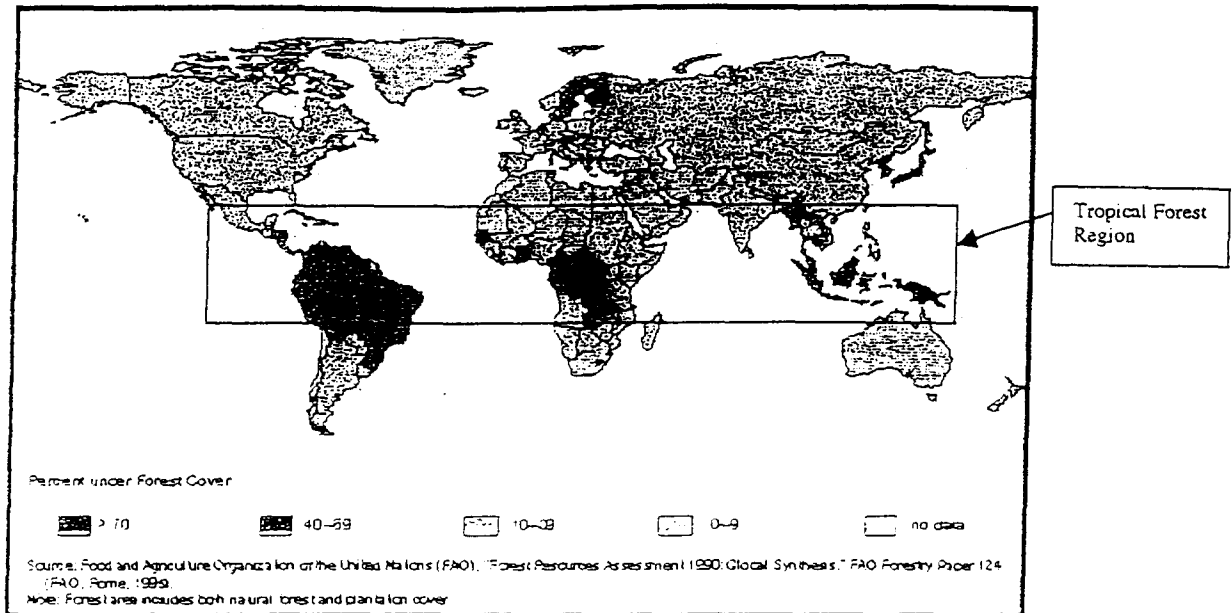 Tropical Forest
Region
Percent under Forest Cover
> 70
40–69
10–39
0–9
no data
Source: Food and Agriculture Organization of the United Nations (FAO), "Forest Resources Assessment 1990: Global Synthesis," FAO Forestry Paper 124
(FAO, Rome, 1995).
Note: Forest area includes both natural forest and plantation cover